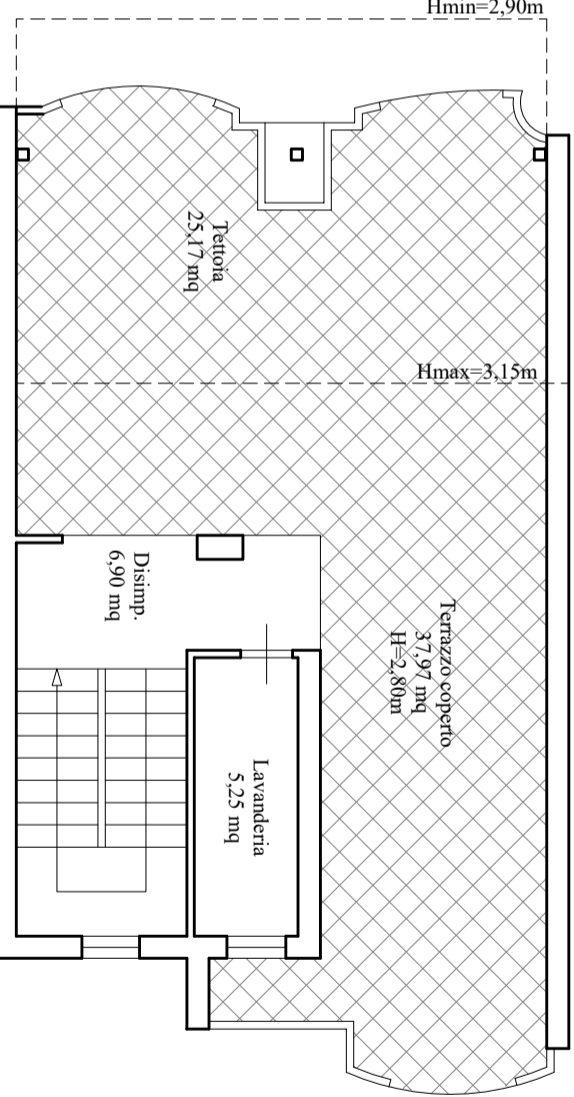 Hmin=2,90m
Tettoia
25,17 mq
Hmax=3,15m
Disimp.
6,90 mq
Terrazzo coperto
37,97 mq
H=2,80m
Lavanderia
5,25 mq